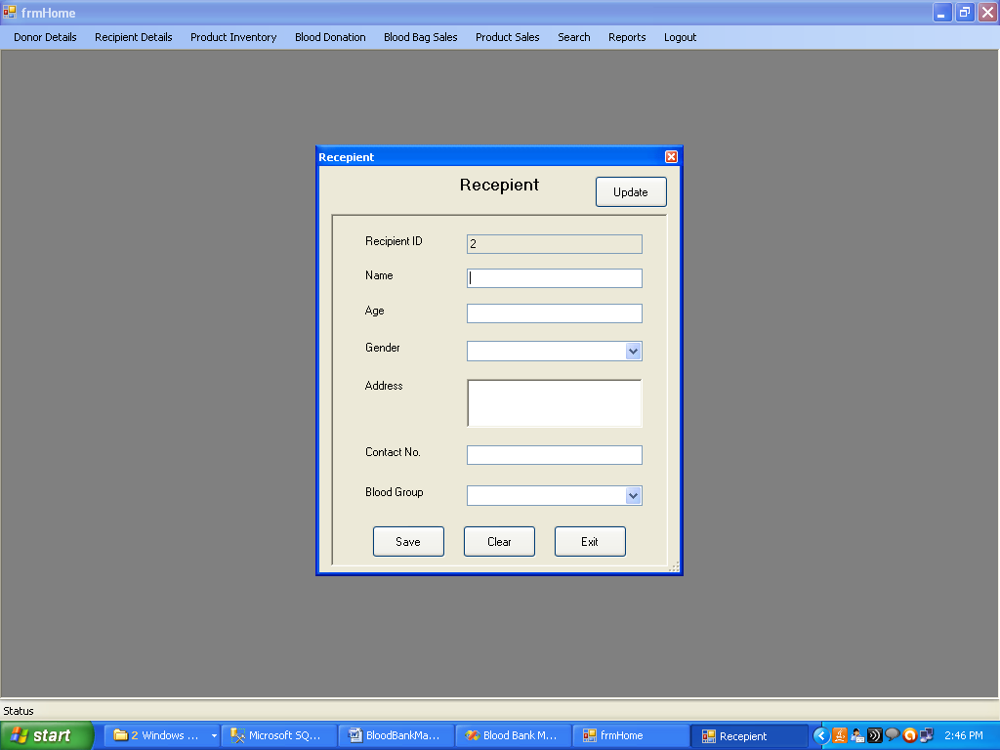 frmHome
Donor Details Recipient Details Product Inventory Blood Donation Blood Bag Sales Product Sales Search Reports Logout
Recepient
Recepient
Update
Recipient ID 2
Name
Age
Gender
Address
Contact No.
Blood Group
Save Clear Exit
Status
start 2 Windows ... Microsoft SQ... BloodBankMa... Blood Bank M... frmHome Recepient 2:46 PM